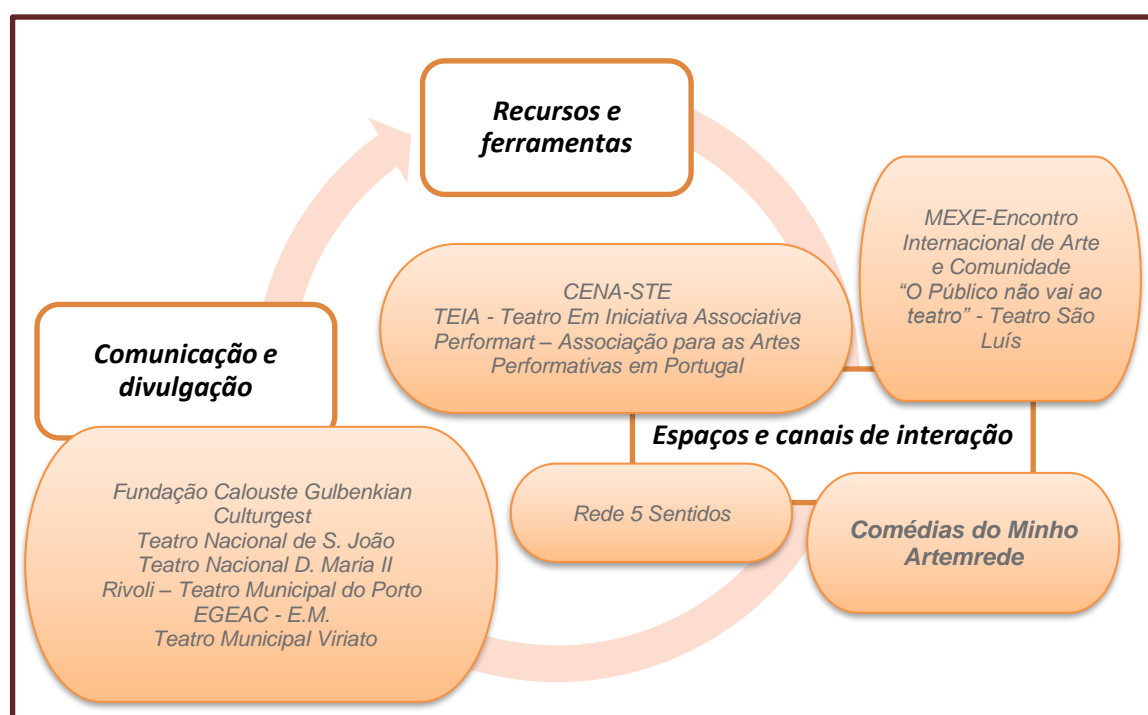 Recursos e
ferramentas
MEXE-Encontro
Internacional de Arte
e Comunidade
“O Público não vai ao
teatro” - Teatro São
Luís
CENA-STE
TEIA - Teatro Em Iniciativa Associativa
Performart – Associação para as Artes
Performativas em Portugal
Comunicação e
divulgação
Espaços e canais de interação
Fundação Calouste Gulbenkian
Culturgest
Teatro Nacional de S. João
Teatro Nacional D. Maria II
Rivoli – Teatro Municipal do Porto
EGEAC - E.M.
Teatro Municipal Viriato
Rede 5 Sentidos
Comédias do Minho
Artemrede